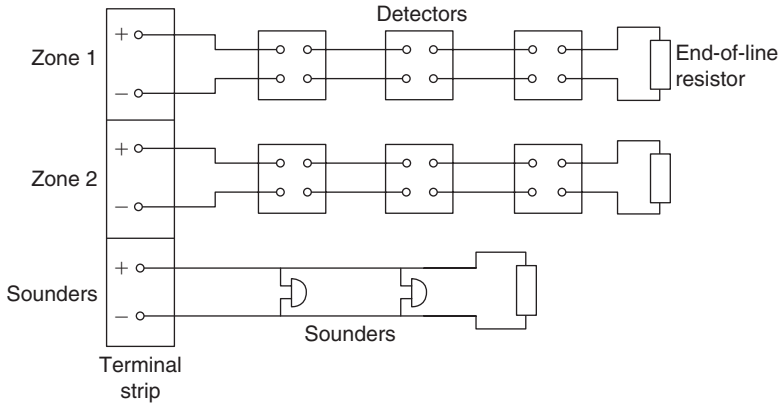 Detectors
Zone 1
+
−
End-of-line
resistor
Zone 2
+
−
Sounders
+
−
Sounders
Terminal
strip